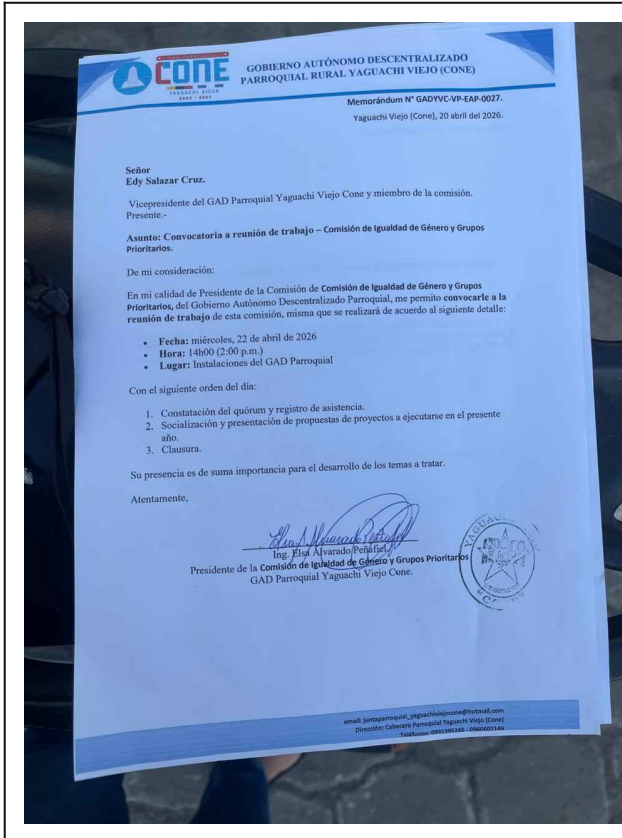 CONE
YAGUACHI VIEJO
GOBIERNO AUTÓNOMO DESCENTRALIZADO
PARROQUIAL RURAL YAGUACHI VIEJO (CONE)
Memorándum N° GADYVC-VP-EAP-0027.
Yaguachi Viejo (Cone), 20 abril del 2026.
Señor
Edy Salazar Cruz.
Vicepresidente del GAD Parroquial Yaguachi Viejo Cone y miembro de la comisión.
Presente.-
Asunto: Convocatoria a reunión de trabajo – Comisión de Igualdad de Género y Grupos
Prioritarios.
De mi consideración:
En mi calidad de Presidente de la Comisión de Comisión de Igualdad de Género y Grupos
Prioritarios, del Gobierno Autónomo Descentralizado Parroquial, me permito convocarle a la
reunión de trabajo de esta comisión, misma que se realizará de acuerdo al siguiente detalle:
• Fecha: miércoles, 22 de abril de 2026
• Hora: 14h00 (2:00 p.m.)
• Lugar: Instalaciones del GAD Parroquial
Con el siguiente orden del día:
1. Constatación del quórum y registro de asistencia.
2. Socialización y presentación de propuestas de proyectos a ejecutarse en el presente
año.
3. Clausura.
Su presencia es de suma importancia para el desarrollo de los temas a tratar.
Atentamente,
Elsa A Alvarado Peñafiel
Ing. Elsa Alvarado Peñafiel
Presidente de la Comisión de Igualdad de Género y Grupos Prioritarios
GAD Parroquial Yaguachi Viejo Cone.
email: juntaparroquial_yaguachiviejocone@hotmail.com
Dirección: Cabecera Parroquial Yaguachi Viejo (Cone)